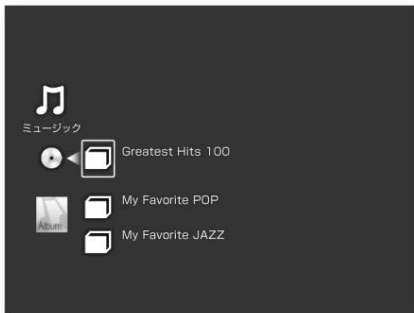 ミュージック
Greatest Hits 100
Album
My Favorite POP
My Favorite JAZZ